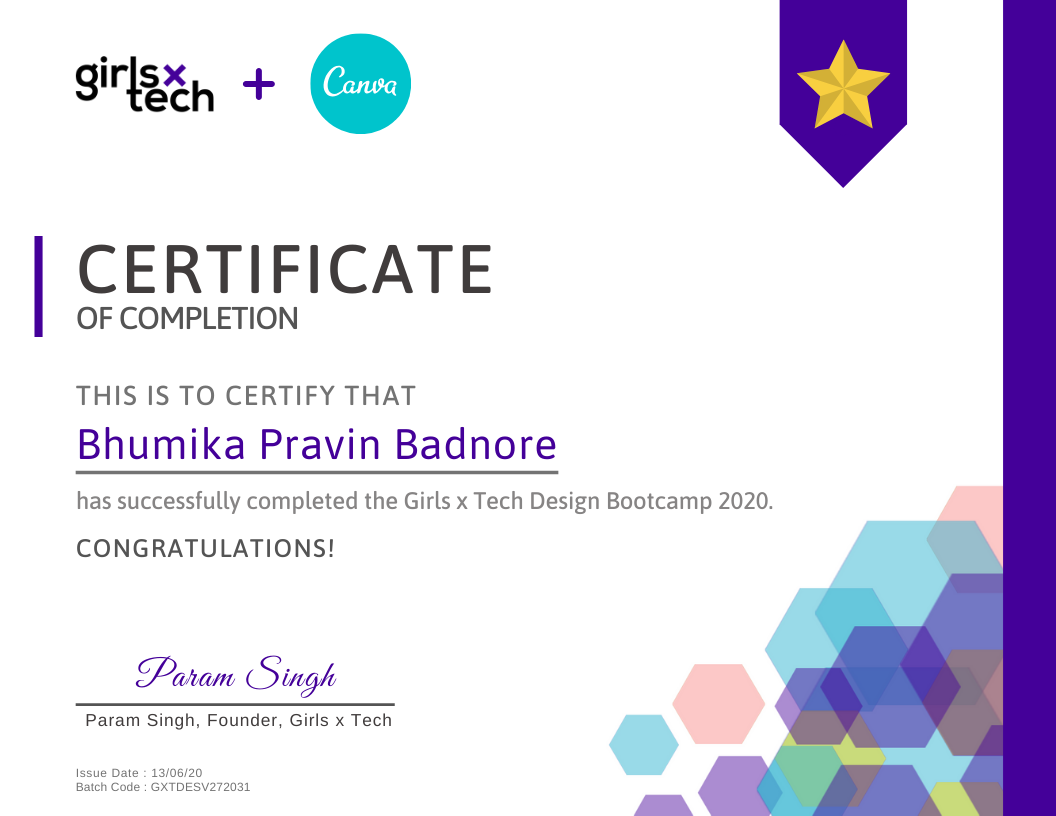 girlsx
tech
+
Canva
CERTIFICATE
OF COMPLETION
THIS IS TO CERTIFY THAT
Bhumika Pravin Badnore
has successfully completed the Girls x Tech Design Bootcamp 2020.
CONGRATULATIONS!
Param Singh
Param Singh, Founder, Girls x Tech
Issue Date : 13/06/20
Batch Code : GXTDESV272031